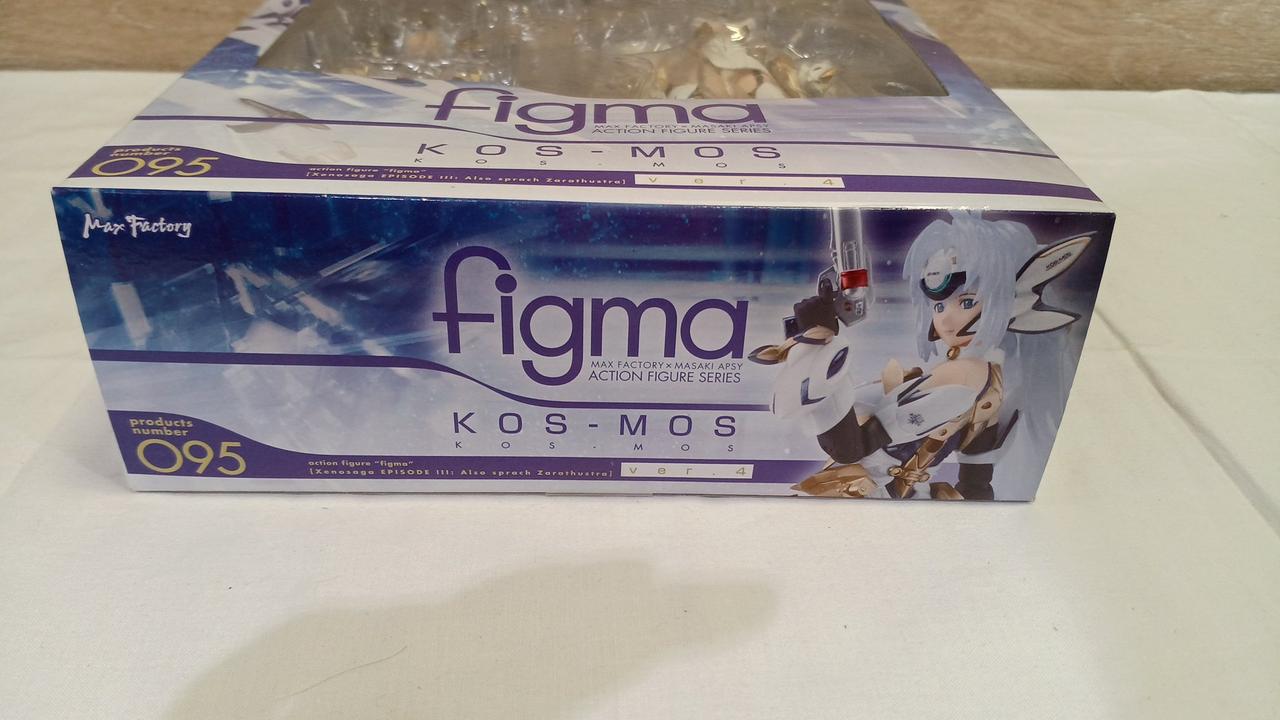 figma
MAX FACTORY × MASAKI APSY
ACTION FIGURE SERIES
KOS-MOS
KOS-MOS
products
number
095
action figure "figma"
[Xenosaga EPISODE III: Also sprach Zarathustra]
ver.4
Max Factory
figma
MAX FACTORY × MASAKI APSY
ACTION FIGURE SERIES
KOS-MOS
KOS-MOS
products
number
095
action figure "figma"
[Xenosaga EPISODE III: Also sprach Zarathustra]
ver.4